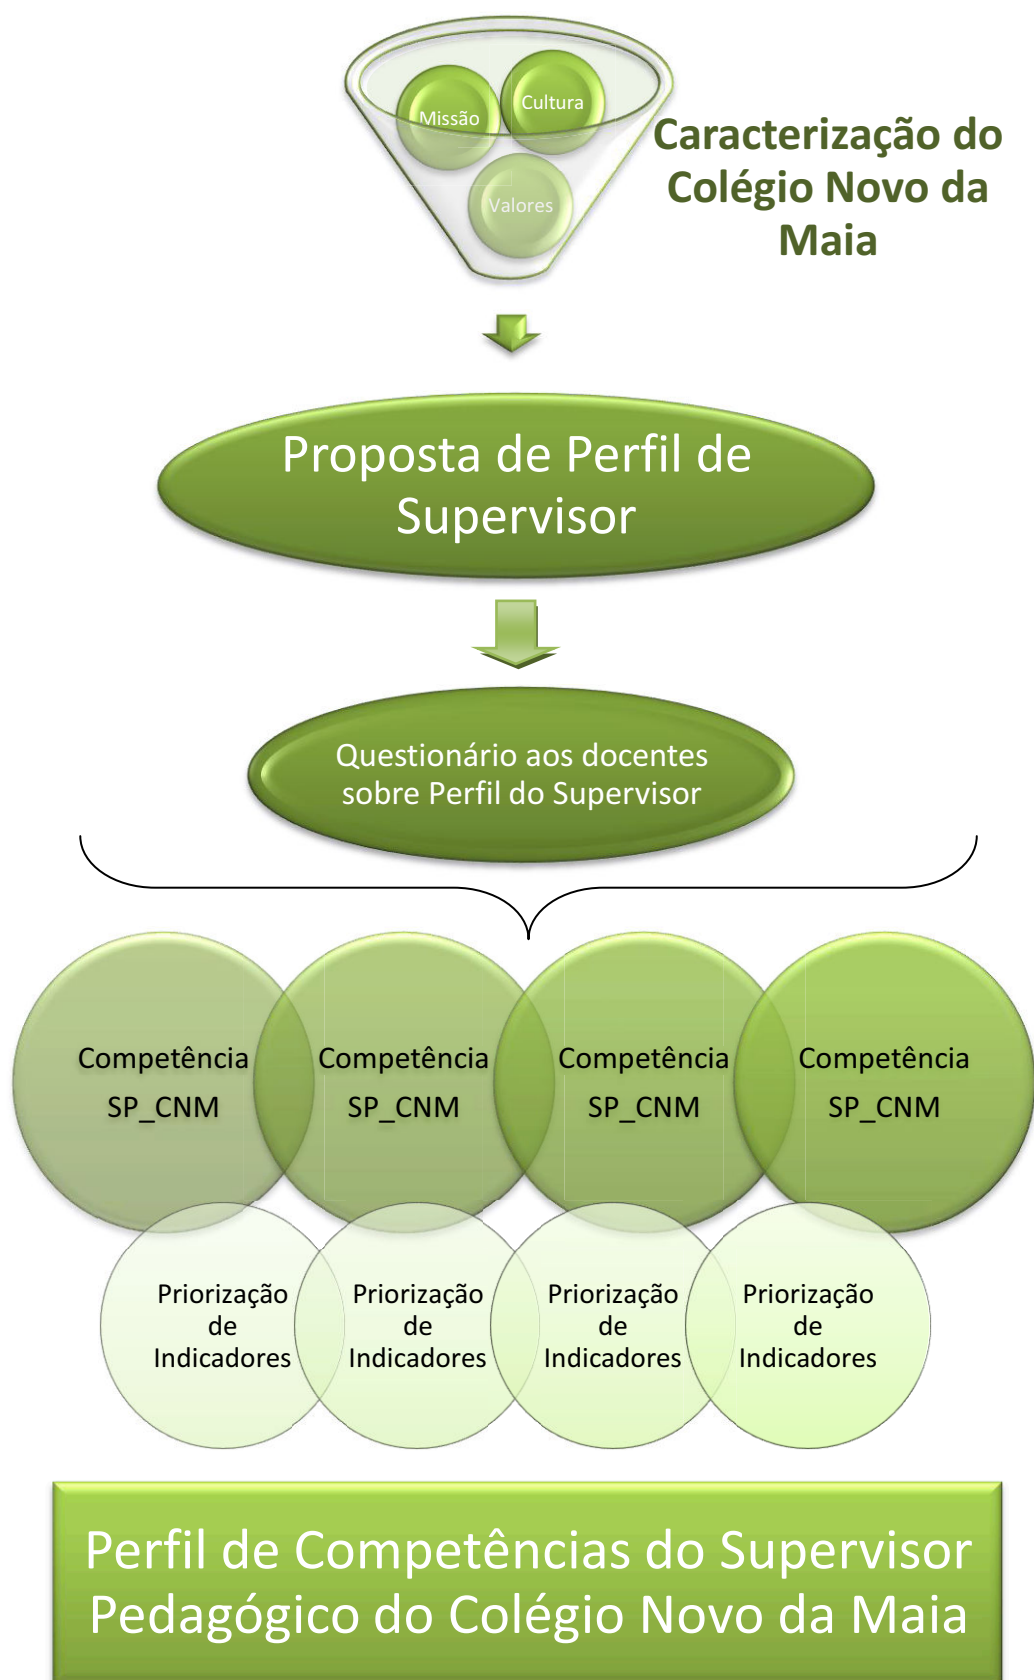 Missão
Cultura
Valores
Caracterização do
Colégio Novo da
Maia
Proposta de Perfil de
Supervisor
Questionário aos docentes
sobre Perfil do Supervisor
Competência
SP_CNM
Competência
SP_CNM
Competência
SP_CNM
Competência
SP_CNM
Priorização
de
Indicadores
Priorização
de
Indicadores
Priorização
de
Indicadores
Priorização
de
Indicadores
Perfil de Competências do Supervisor
Pedagógico do Colégio Novo da Maia